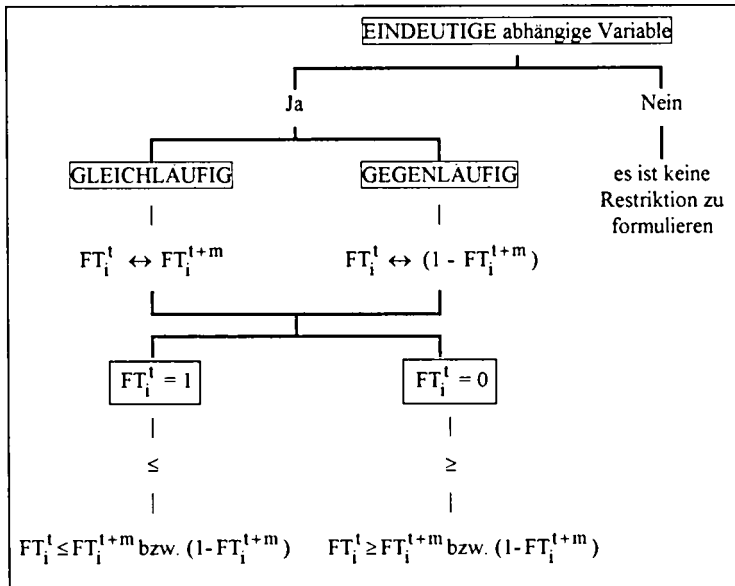 EINDEUTIGE abhängige Variable
Ja
Nein
GLEICHLÄUFIG
GEGENLÄUFIG
es ist keine
Restriktion zu
formulieren
|
|
FT_i^t ↔ FT_i^{t+m}
FT_i^t ↔ (1 - FT_i^{t+m})
FT_i^t = 1
FT_i^t = 0
|
|
≤
≥
|
|
FT_i^t ≤ FT_i^{t+m} bzw. (1-FT_i^{t+m})
FT_i^t ≥ FT_i^{t+m} bzw. (1-FT_i^{t+m})